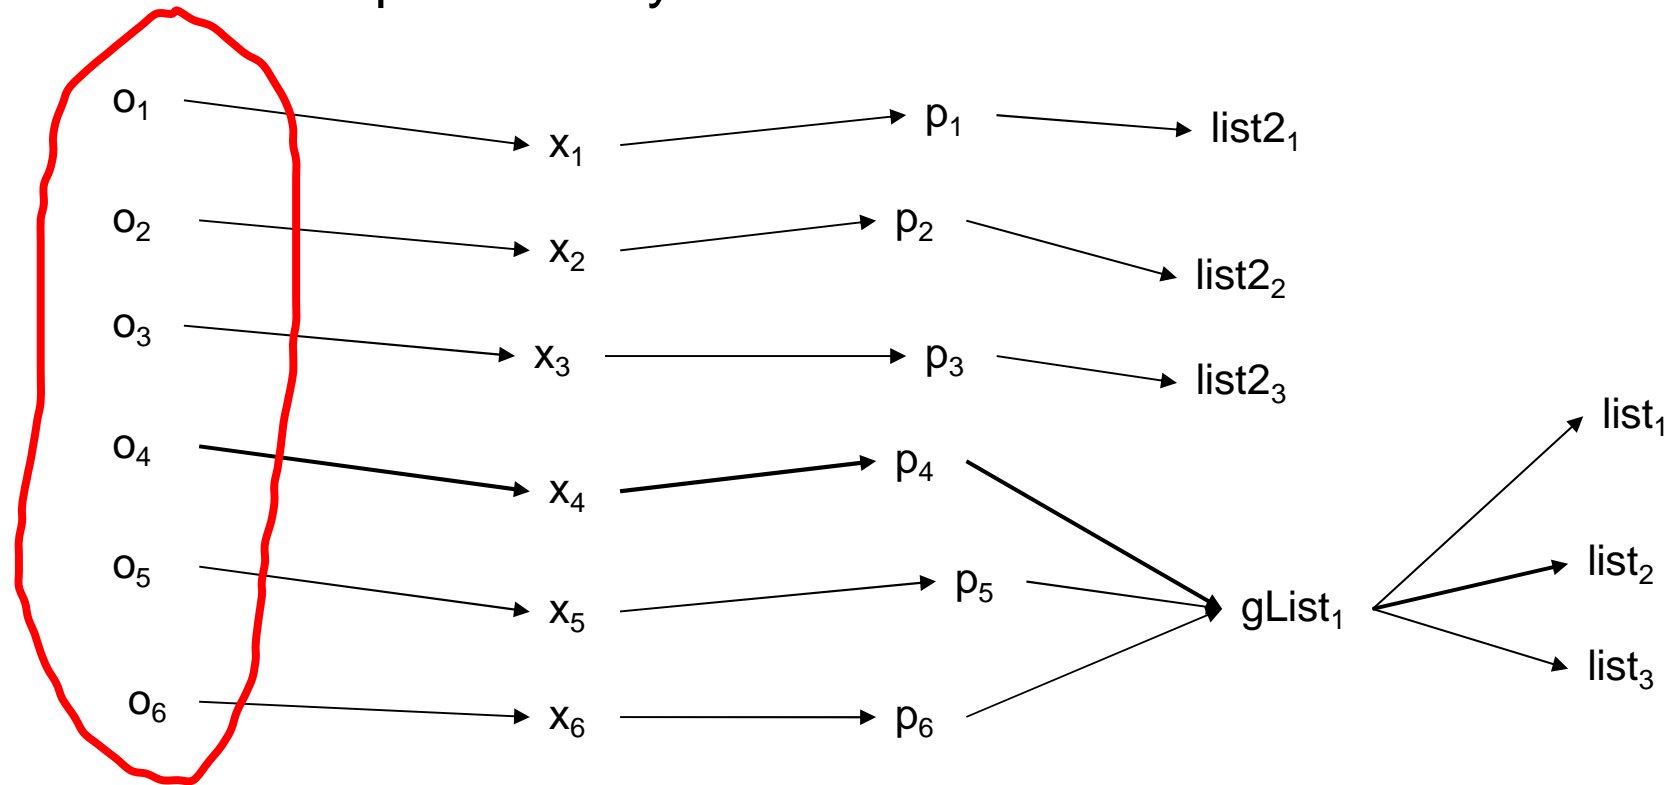 o₁ x₁ p₁ list2₁
o₂ x₂ p₂ list2₂
o₃ x₃ p₃ list2₃
list₁
o₄ x₄ p₄
list₂
o₅ x₅ p₅ gList₁
list₃
o₆ x₆ p₆